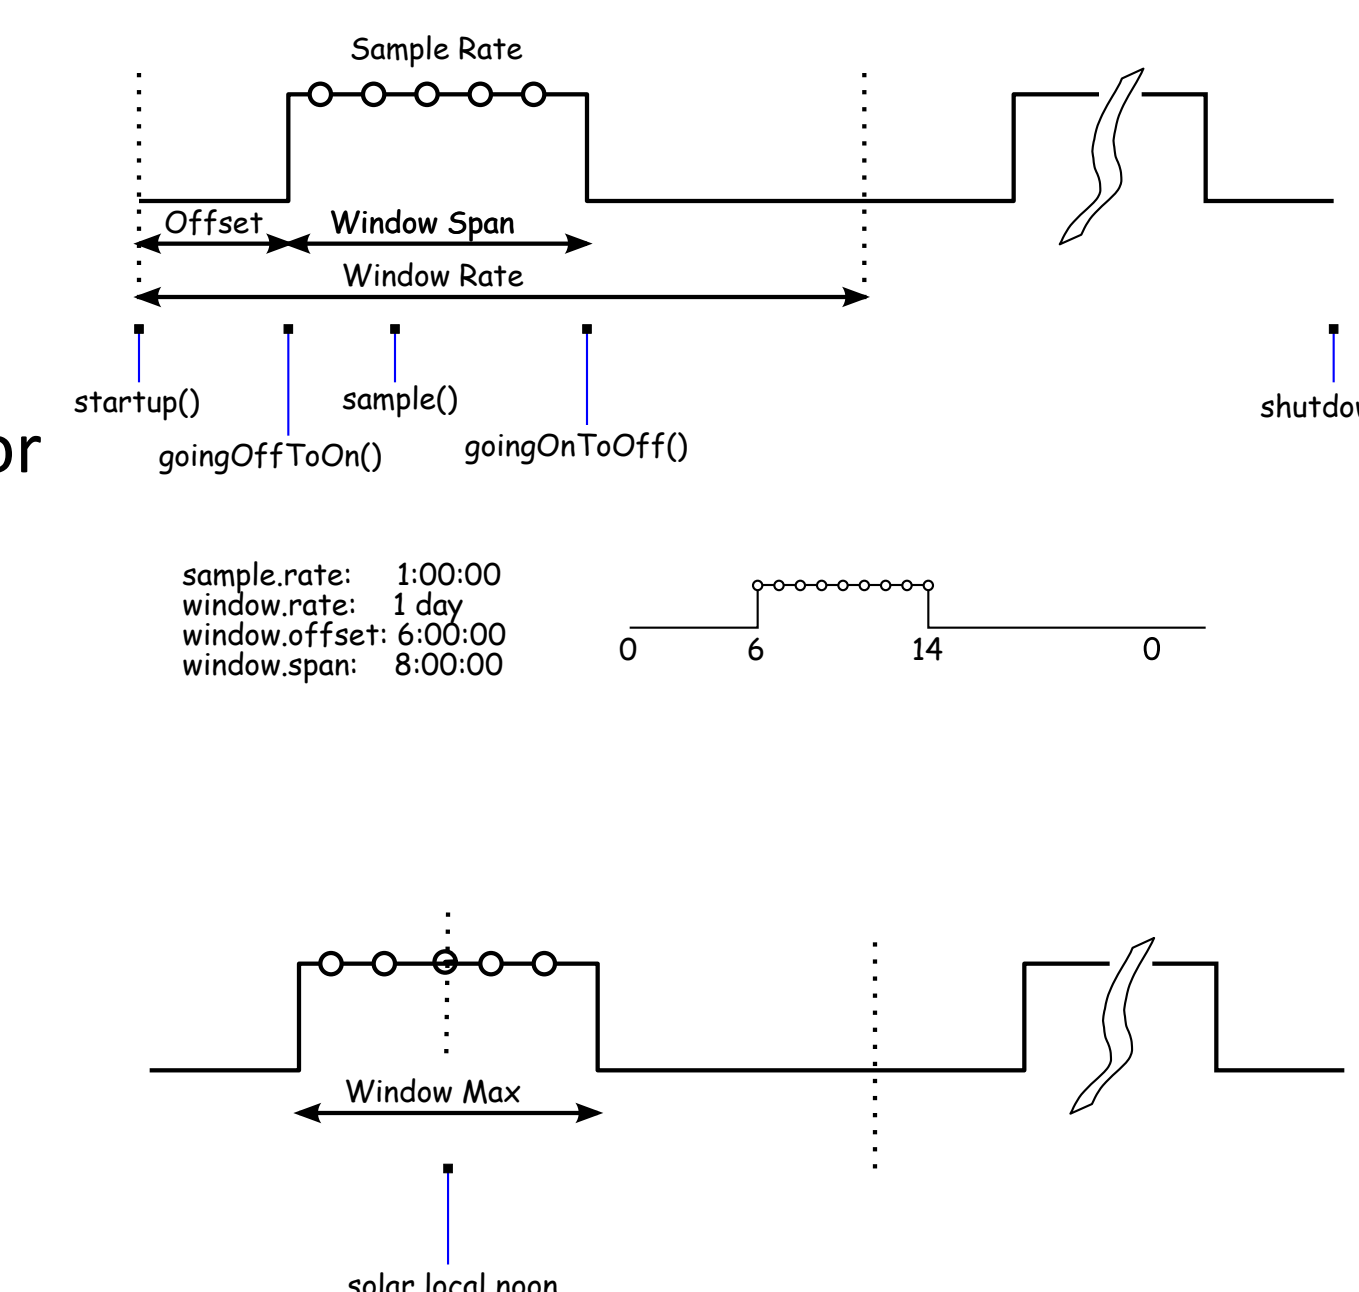 Sample Rate
Offset
Window Span
Window Rate
startup()
sample()
goingOffToOn()
goingOnToOff()
sample.rate: 1:00:00
window.rate: 1 day
window.offset: 6:00:00
window.span: 8:00:00
0
6
14
0
Window Max
solar local noon